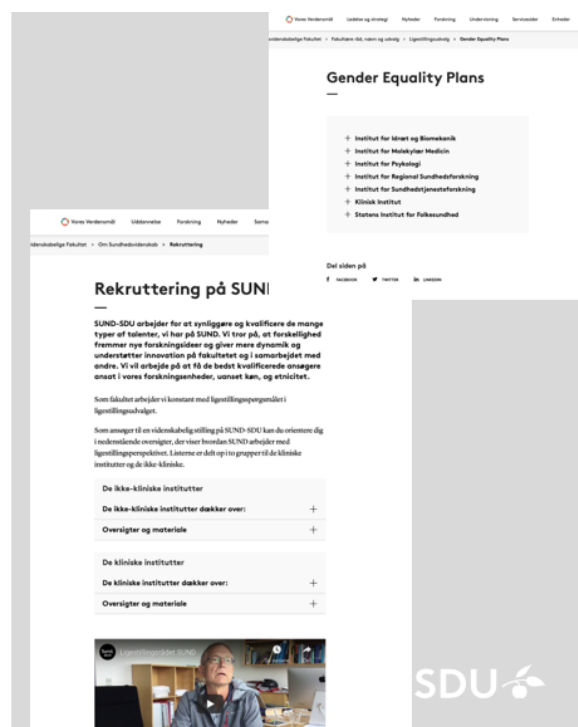 Vores Verdensmål Ledelse og strategi Nyheder Forskning Undervisning Servicesider Enheder
videnskabelige Fakultet > Fakultære råd, nævn og udvalg > Ligestillingsudvalg > Gender Equality Plans
Gender Equality Plans
+ Institut for Idræt og Biomekanik
+ Institut for Molekylær Medicin
+ Institut for Psykologi
+ Institut for Regional Sundhedsforskning
+ Institut for Sundhedstjenesteforskning
+ Klinisk Institut
+ Statens Institut for Folkesundhed
Del siden på
FACEBOOK TWITTER LINKEDIN
Vores Verdensmål Uddannelse Forskning Nyheder Sama
idenskabelige Fakultet > Om Sundhedsvidenskab > Rekruttering
Rekruttering på SUN
SUND-SDU arbejder for at synliggøre og kvalificere de mange
typer af talenter, vi har på SUND. Vi tror på, at forskellighed
fremmer nye forskningsideer og giver mere dynamik og
understøtter innovation på fakultetet og i samarbejdet med
andre. Vi vil arbejde på at få de bedst kvalificerede ansøgere
ansat i vores forskningsenheder, uanset køn, og etnicitet.
Som fakultet arbejder vi konstant med ligestillingsspørgsmålet i
ligestillingsudvalget.
Som ansøger til en videnskabelig stilling på SUND-SDU kan du orientere dig
i nedenstående oversigter, der viser hvordan SUND arbejder med
ligestillingsperspektivet. Listerne er delt op i to grupper til de kliniske
institutter og de ikke-kliniske.
De ikke-kliniske institutter
De ikke-kliniske institutter dækker over: +
Oversigter og materiale +
De kliniske institutter
De kliniske institutter dækker over: +
Oversigter og materiale +
Ligestillingsrådet SUND
SDU